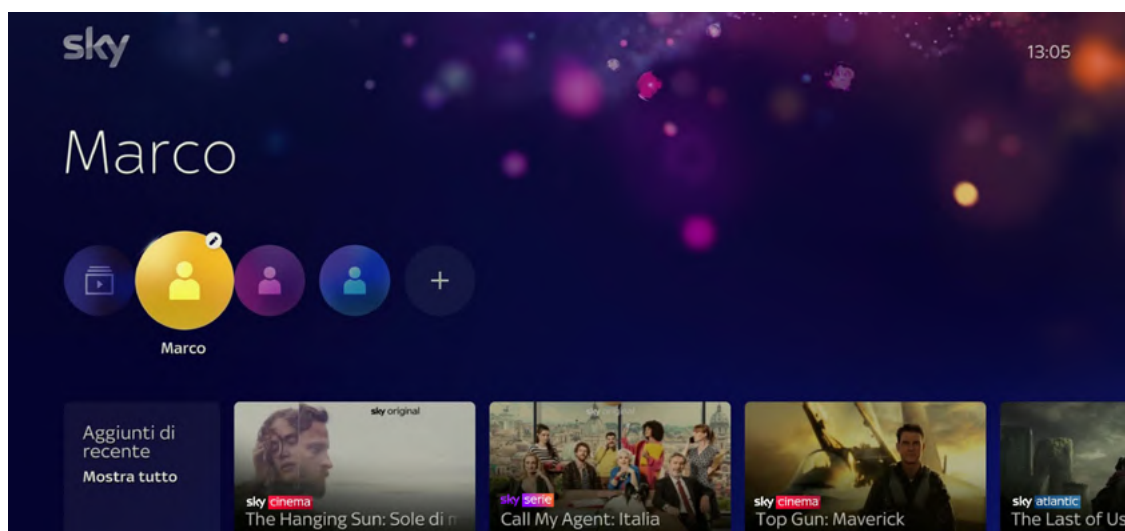 sky
13:05
Marco
Marco
Aggiunti di
recente
Mostra tutto
sky original
sky cinema
The Hanging Sun: Sole di
sky original
sky serie
Call My Agent: Italia
sky cinema
Top Gun: Maverick
sky atlantic
The Last of Us